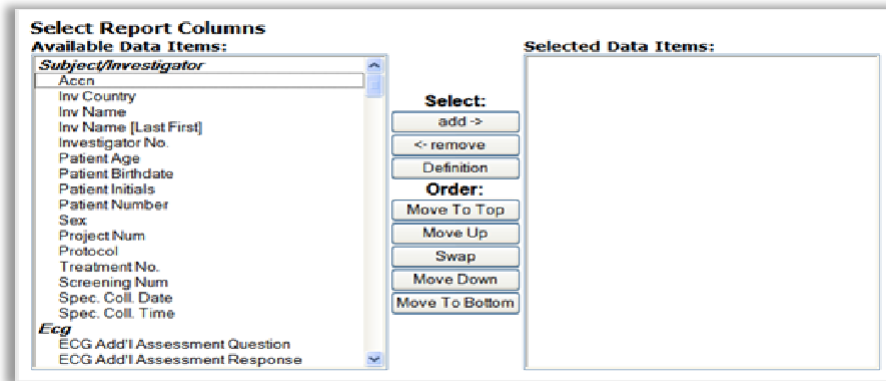 Select Report Columns
Available Data Items:
Subject/Investigator
Accn
Inv Country
Inv Name
Inv Name [Last First]
Investigator No.
Patient Age
Patient Birthdate
Patient Initials
Patient Number
Sex
Project Num
Protocol
Treatment No.
Screening Num
Spec. Coll. Date
Spec. Coll. Time
Ecg
ECG Add'l Assessment Question
ECG Add'l Assessment Response
Select:
add ->
<- remove
Definition
Order:
Move To Top
Move Up
Swap
Move Down
Move To Bottom
Selected Data Items: